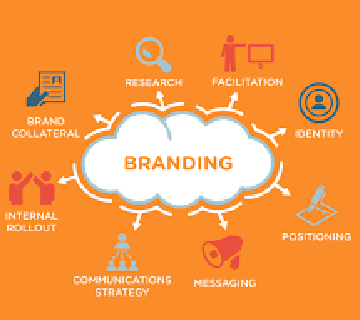 RESEARCH
FACILITATION
BRAND
COLLATERAL
IDENTITY
BRANDING
INTERNAL
ROLLOUT
POSITIONING
COMMUNICATIONS
STRATEGY
MESSAGING